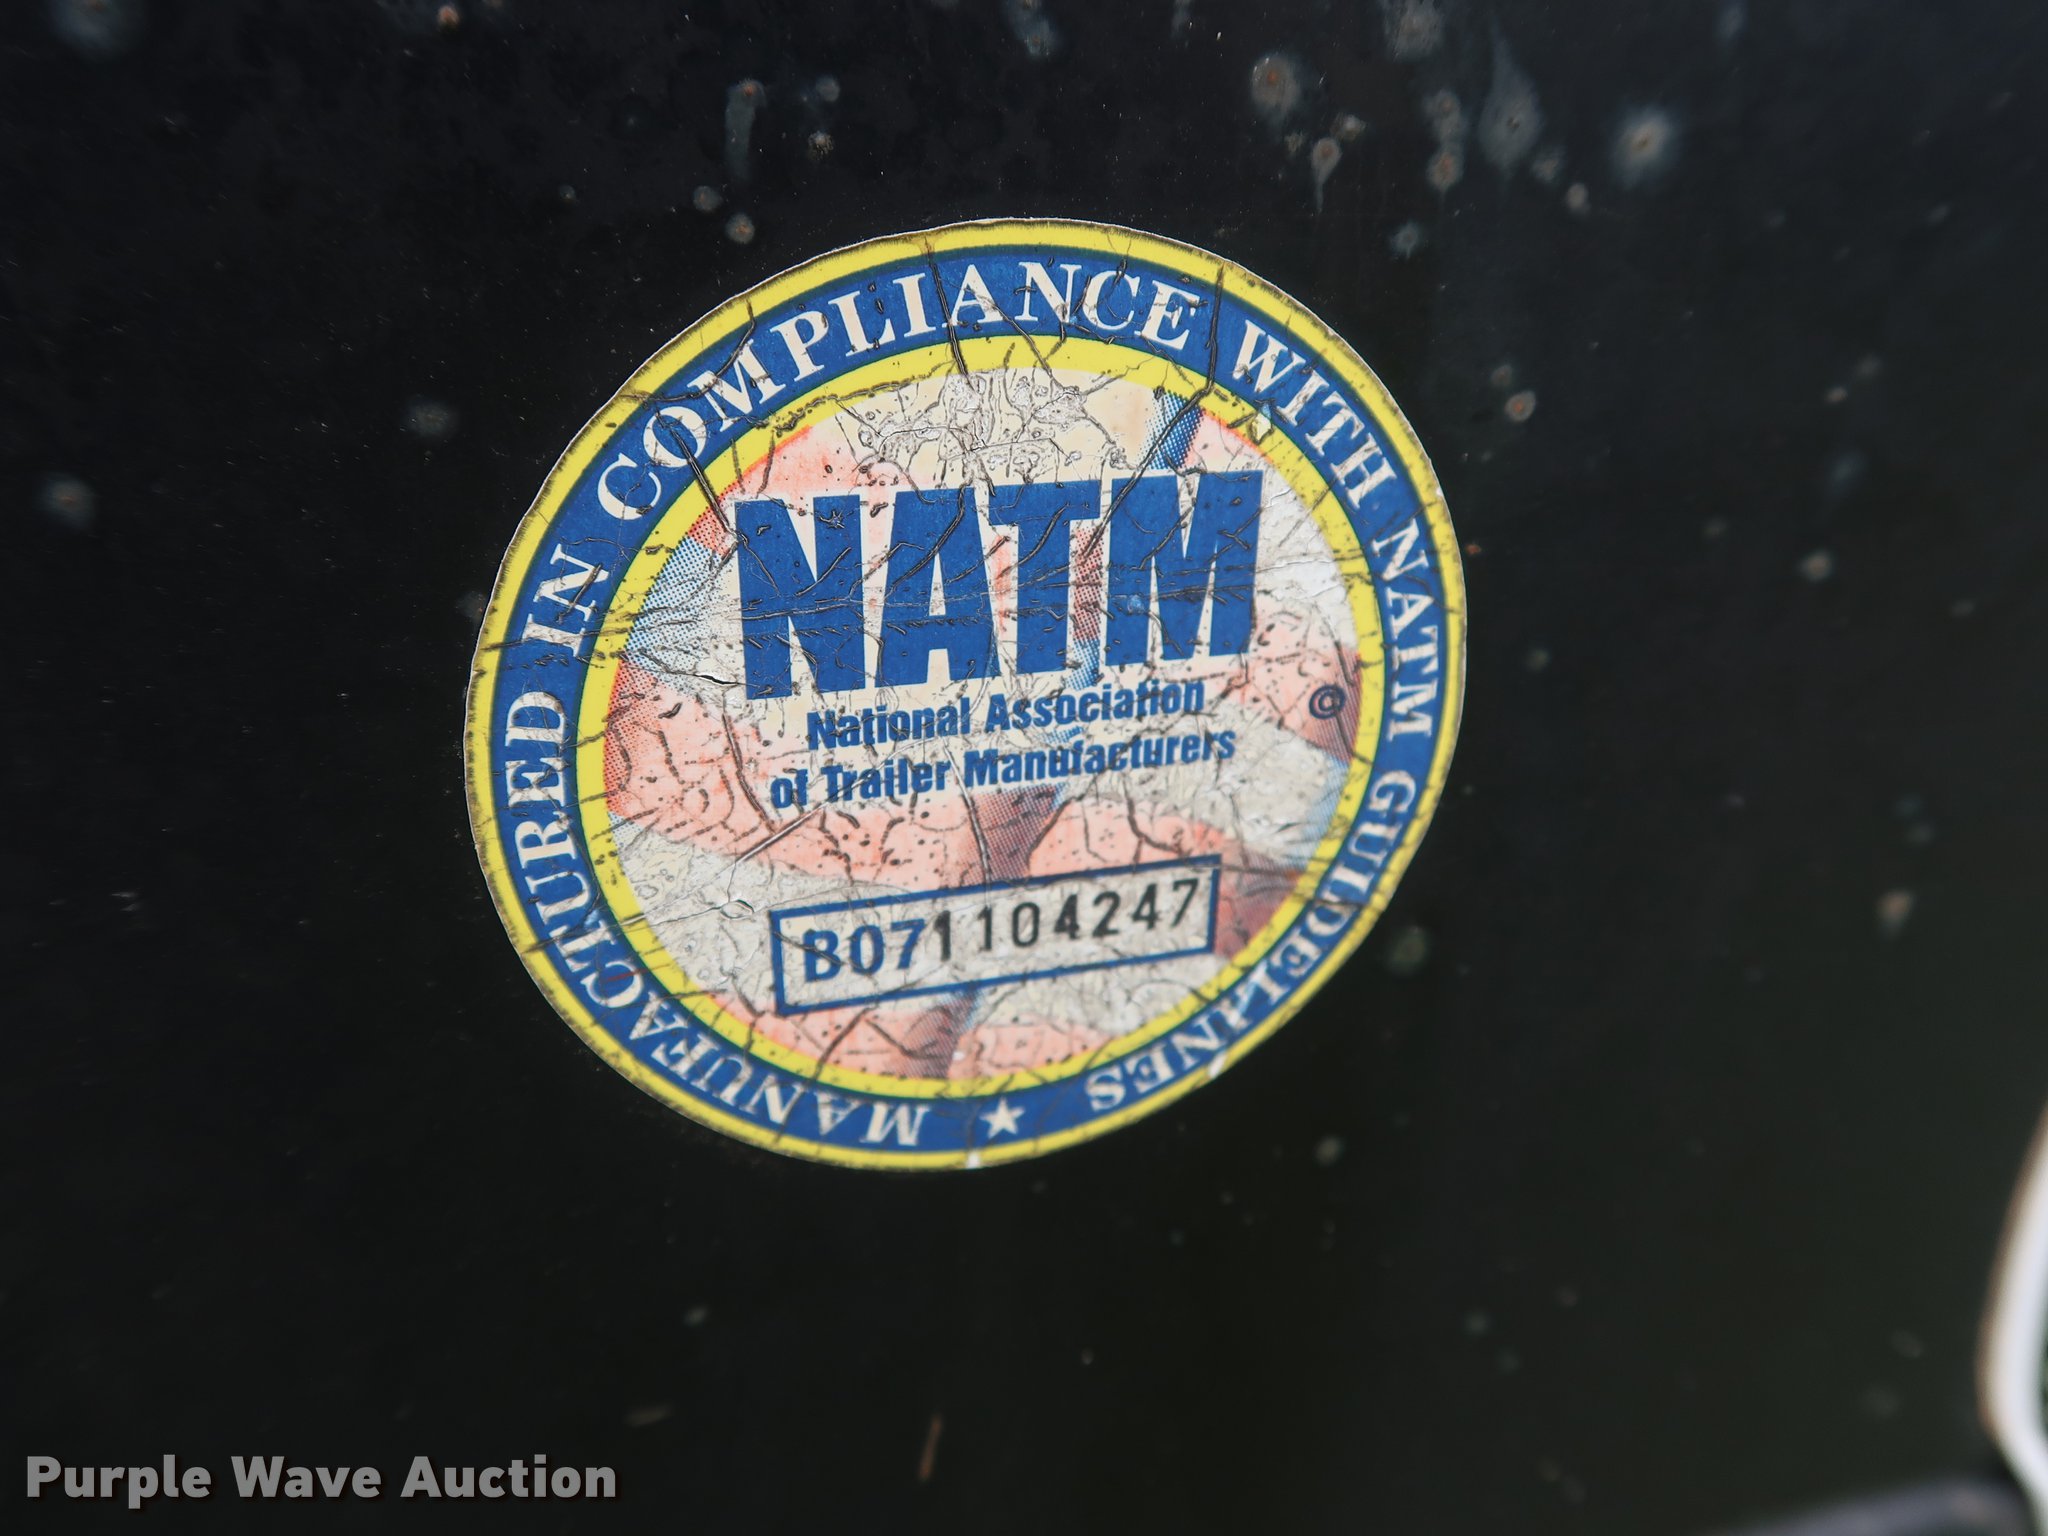 MANUFACTURED IN COMPLIANCE WITH NATM GUIDELINES ★
NATM
National Association
of Trailer Manufacturers
©
B071104247
Purple Wave Auction